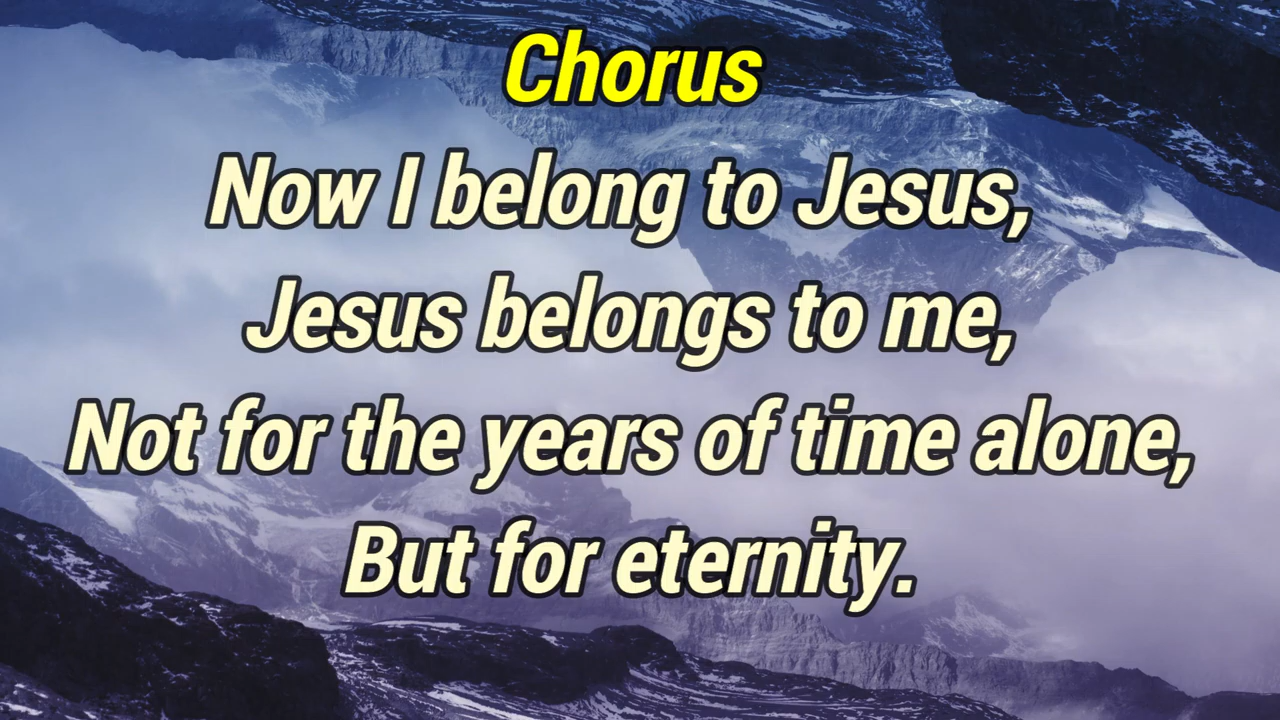 Chorus
Now I belong to Jesus,
Jesus belongs to me,
Not for the years of time alone,
But for eternity.